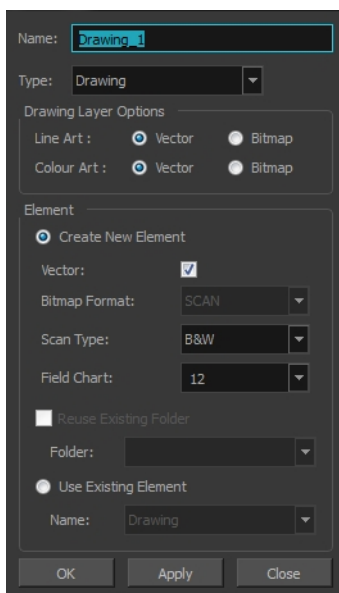 Name: Drawing_1
Type: Drawing
Drawing Layer Options
Line Art : Vector Bitmap
Colour Art : Vector Bitmap
Element
Create New Element
Vector:
Bitmap Format: SCAN
Scan Type: B&W
Field Chart: 12
Reuse Existing Folder
Folder:
Use Existing Element
Name: Drawing
OK Apply Close